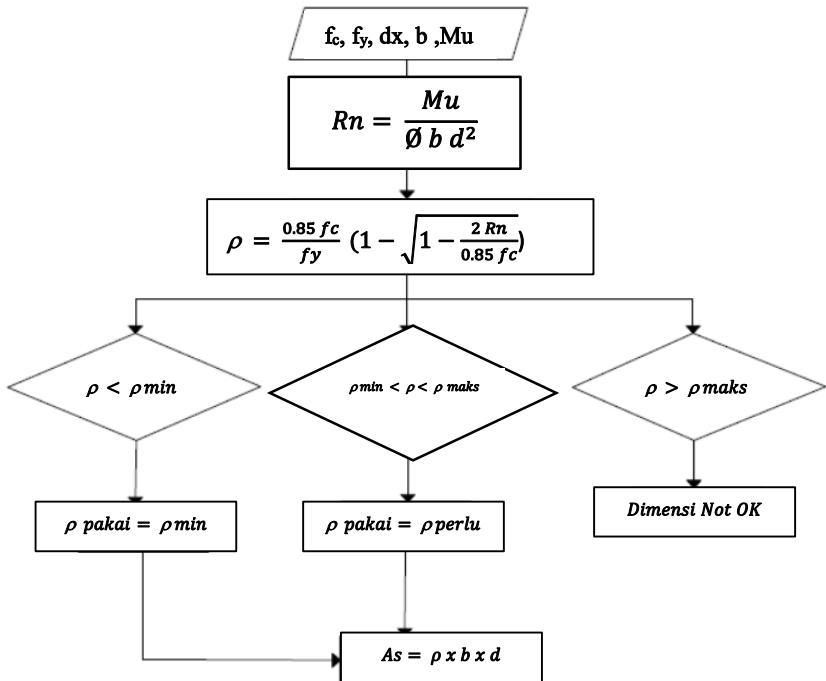 fc, fy, dx, b ,Mu
Rn = Mu / Ø b d²
ρ = 0.85 fc / fy (1 − √1 − 2 Rn / 0.85 fc)
ρ < ρmin
ρmin < ρ < ρ maks
ρ > ρmaks
ρ pakai = ρmin
ρ pakai = ρperlu
Dimensi Not OK
As = ρ x b x d